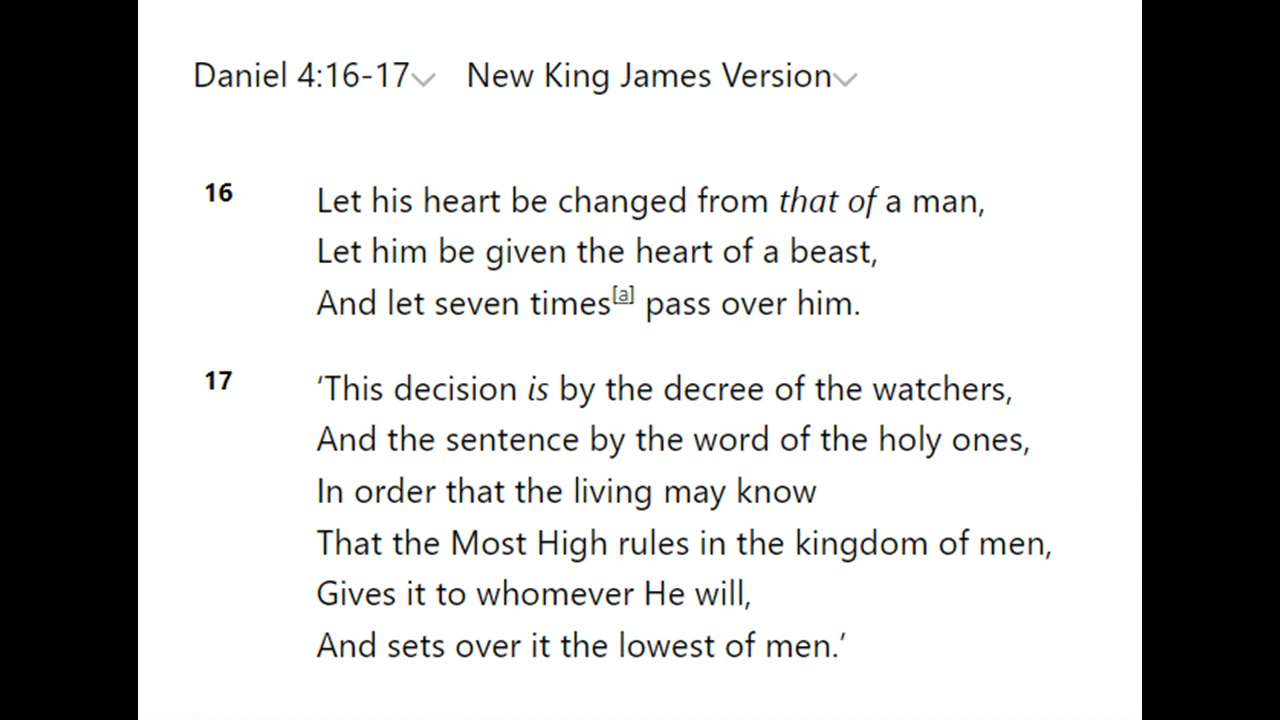 Daniel 4:16-17 New King James Version
16 Let his heart be changed from that of a man,
Let him be given the heart of a beast,
And let seven times[a] pass over him.
17 ‘This decision is by the decree of the watchers,
And the sentence by the word of the holy ones,
In order that the living may know
That the Most High rules in the kingdom of men,
Gives it to whomever He will,
And sets over it the lowest of men.’